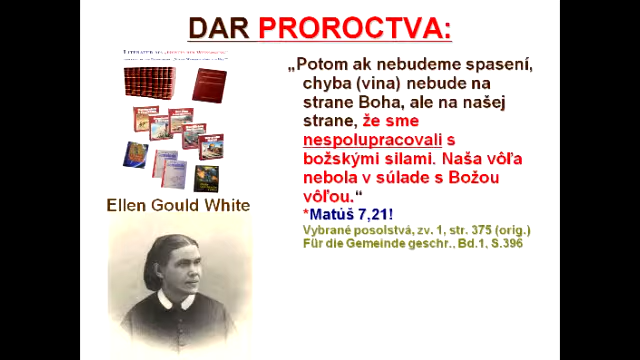 DAR PROROCTVA:
„Potom ak nebudeme spasení,
chyba (vina) nebude na
strane Boha, ale na našej
strane, že sme
nespolupracovali s
božskými silami. Naša vôľa
nebola v súlade s Božou
vôľou.“
*Matúš 7,21!
Vybrané posolstvá, zv. 1, str. 375 (orig.)
Für die Gemeinde geschr., Bd.1, S.396
Ellen Gould White